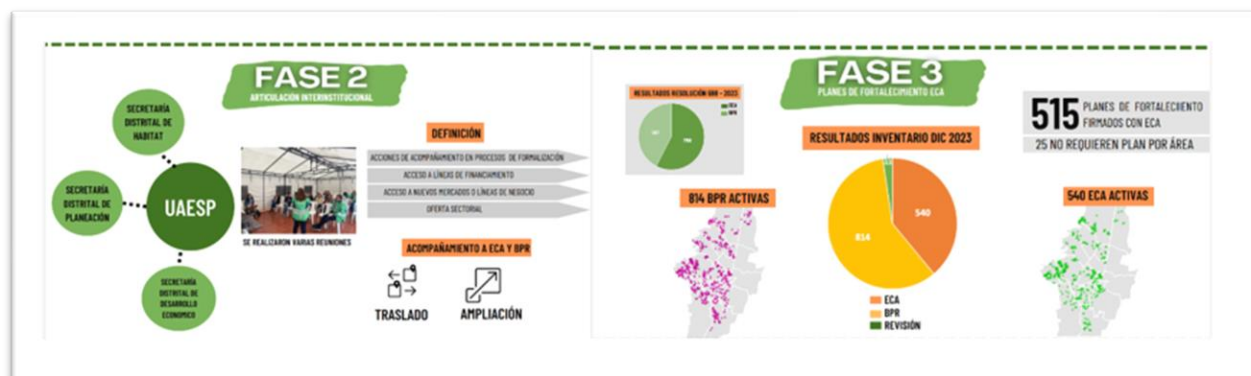 FASE 2
ARTICULACIÓN INTERINSTITUCIONAL
SECRETARÍA
DISTRITAL DE
HABITAT
SECRETARÍA
DISTRITAL DE
PLANEACIÓN
UAESP
SECRETARÍA
DISTRITAL DE
DESARROLLO
ECONOMICO
SE REALIZARON VARIAS REUNIONES
DEFINICIÓN
ACCIONES DE ACOMPAÑAMIENTO EN PROCESOS DE FORMALIZACIÓN
ACCESO A LÍNEAS DE FINANCIAMIENTO
ACCESO A NUEVOS MERCADOS O LÍNEAS DE NEGOCIO
OFERTA SECTORIAL
ACOMPAÑAMIENTO A ECA Y BPR
TRASLADO
AMPLIACIÓN
FASE 3
PLANES DE FORTALECIMIENTO ECA
RESULTADOS RESOLUCIÓN
- 2023
ECA
BPR
RESULTADOS INVENTARIO DIC 2023
540
814
ECA
BPR
REVISIÓN
814 BPR ACTIVAS
515 PLANES DE FORTALECIIENTO
FIRMADOS CON ECA
25 NO REQUIEREN PLAN POR ÁREA
540 ECA ACTIVAS